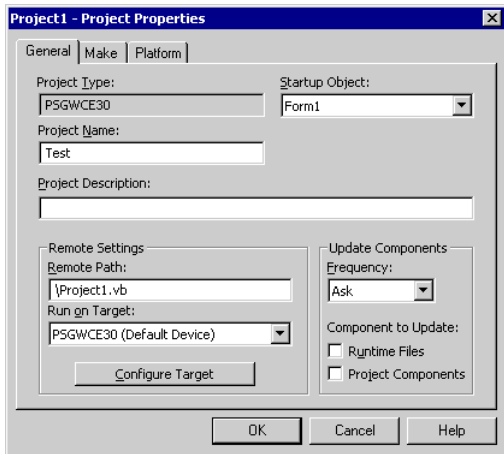 Project1 - Project Properties
General Make Platform
Project Type: Startup Object:
PSGWCE30 Form1
Project Name:
Test
Project Description:
Remote Settings Update Components
Remote Path: Frequency:
\Project1.vb Ask
Run on Target:
PSGWCE30 (Default Device) Component to Update:
Runtime Files
Configure Target Project Components
OK Cancel Help